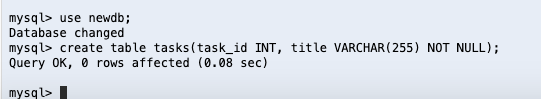 mysql> use newdb;
Database changed
mysql> create table tasks(task_id INT, title VARCHAR(255) NOT NULL);
Query OK, 0 rows affected (0.08 sec)
mysql>